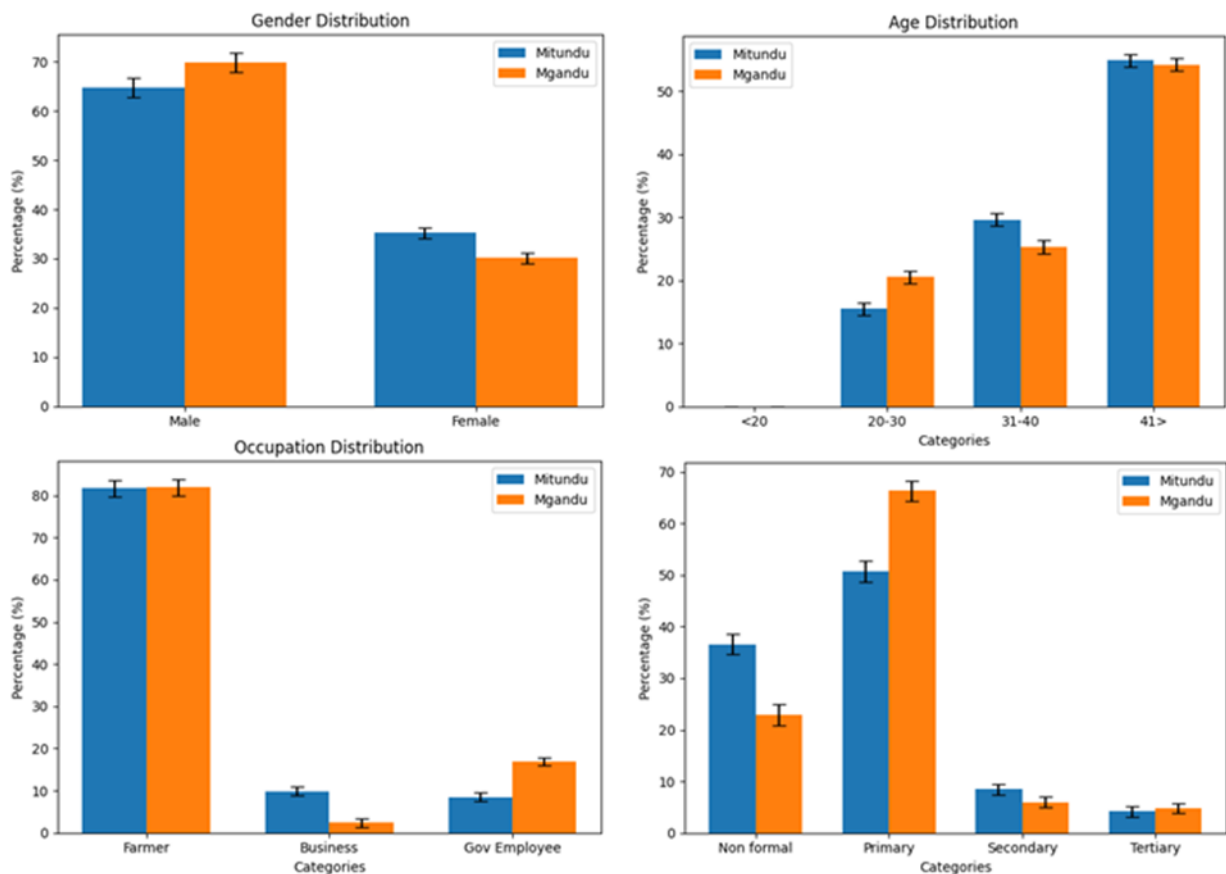 Gender Distribution
Percentage (%)
70
60
50
40
30
20
10
0
Mitundu
Mgandu
Male
Female
Age Distribution
Percentage (%)
50
40
30
20
10
0
Mitundu
Mgandu
<20
20-30
31-40
41>
Categories
Occupation Distribution
Percentage (%)
80
70
60
50
40
30
20
10
0
Mitundu
Mgandu
Farmer
Business
Gov Employee
Categories
Percentage (%)
70
60
50
40
30
20
10
0
Mitundu
Mgandu
Non formal
Primary
Secondary
Tertiary
Categories